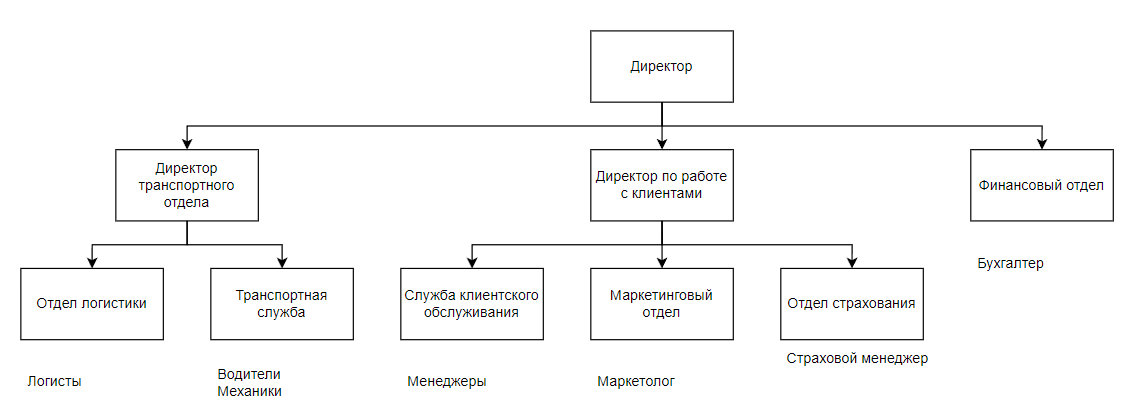 Директор
Директор
транспортного
отдела
Директор по работе
с клиентами
Финансовый отдел
Бухгалтер
Отдел логистики
Транспортная
служба
Служба клиентского
обслуживания
Маркетинговый
отдел
Отдел страхования
Логисты
Водители
Механики
Менеджеры
Маркетолог
Страховой менеджер